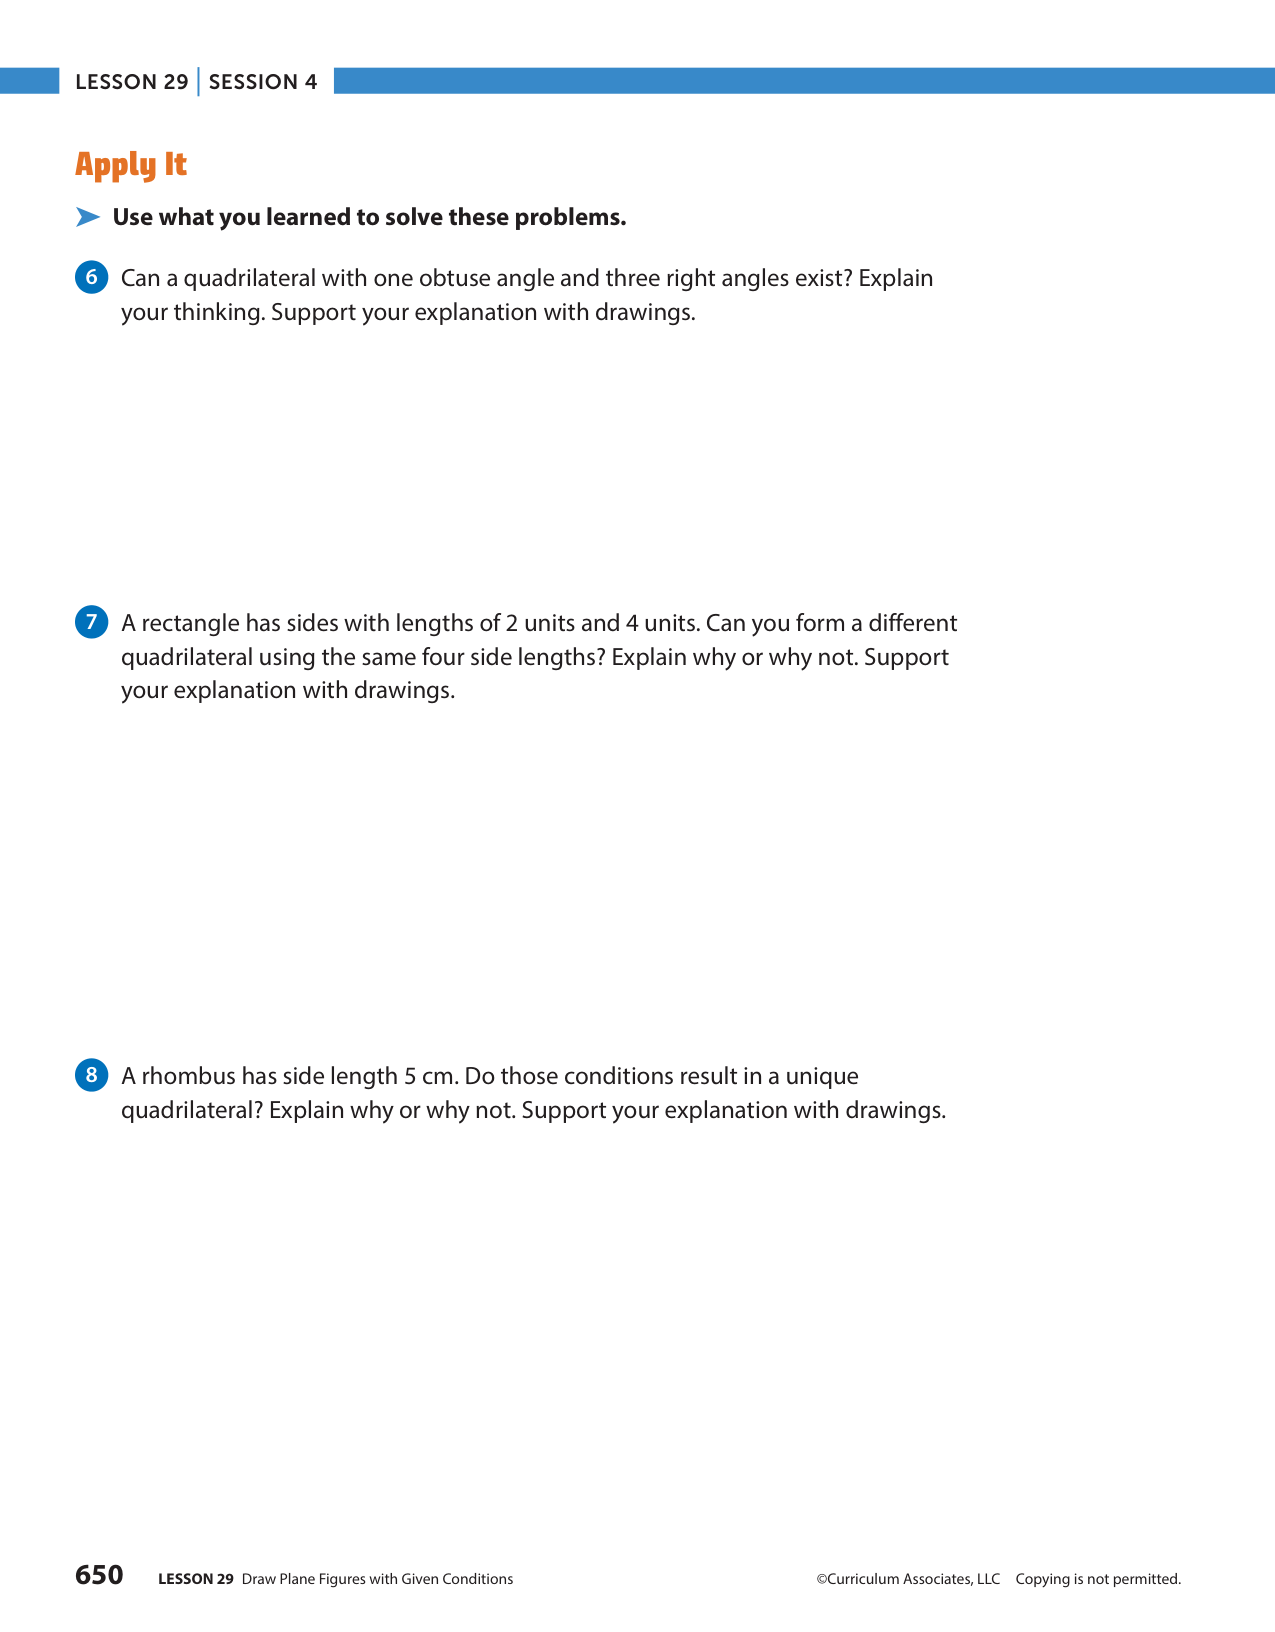 LESSON 29 | SESSION 4
Apply It
Use what you learned to solve these problems.
6 Can a quadrilateral with one obtuse angle and three right angles exist? Explain
your thinking. Support your explanation with drawings.
7 A rectangle has sides with lengths of 2 units and 4 units. Can you form a different
quadrilateral using the same four side lengths? Explain why or why not. Support
your explanation with drawings.
8 A rhombus has side length 5 cm. Do those conditions result in a unique
quadrilateral? Explain why or why not. Support your explanation with drawings.
650 LESSON 29 Draw Plane Figures with Given Conditions ©Curriculum Associates, LLC Copying is not permitted.